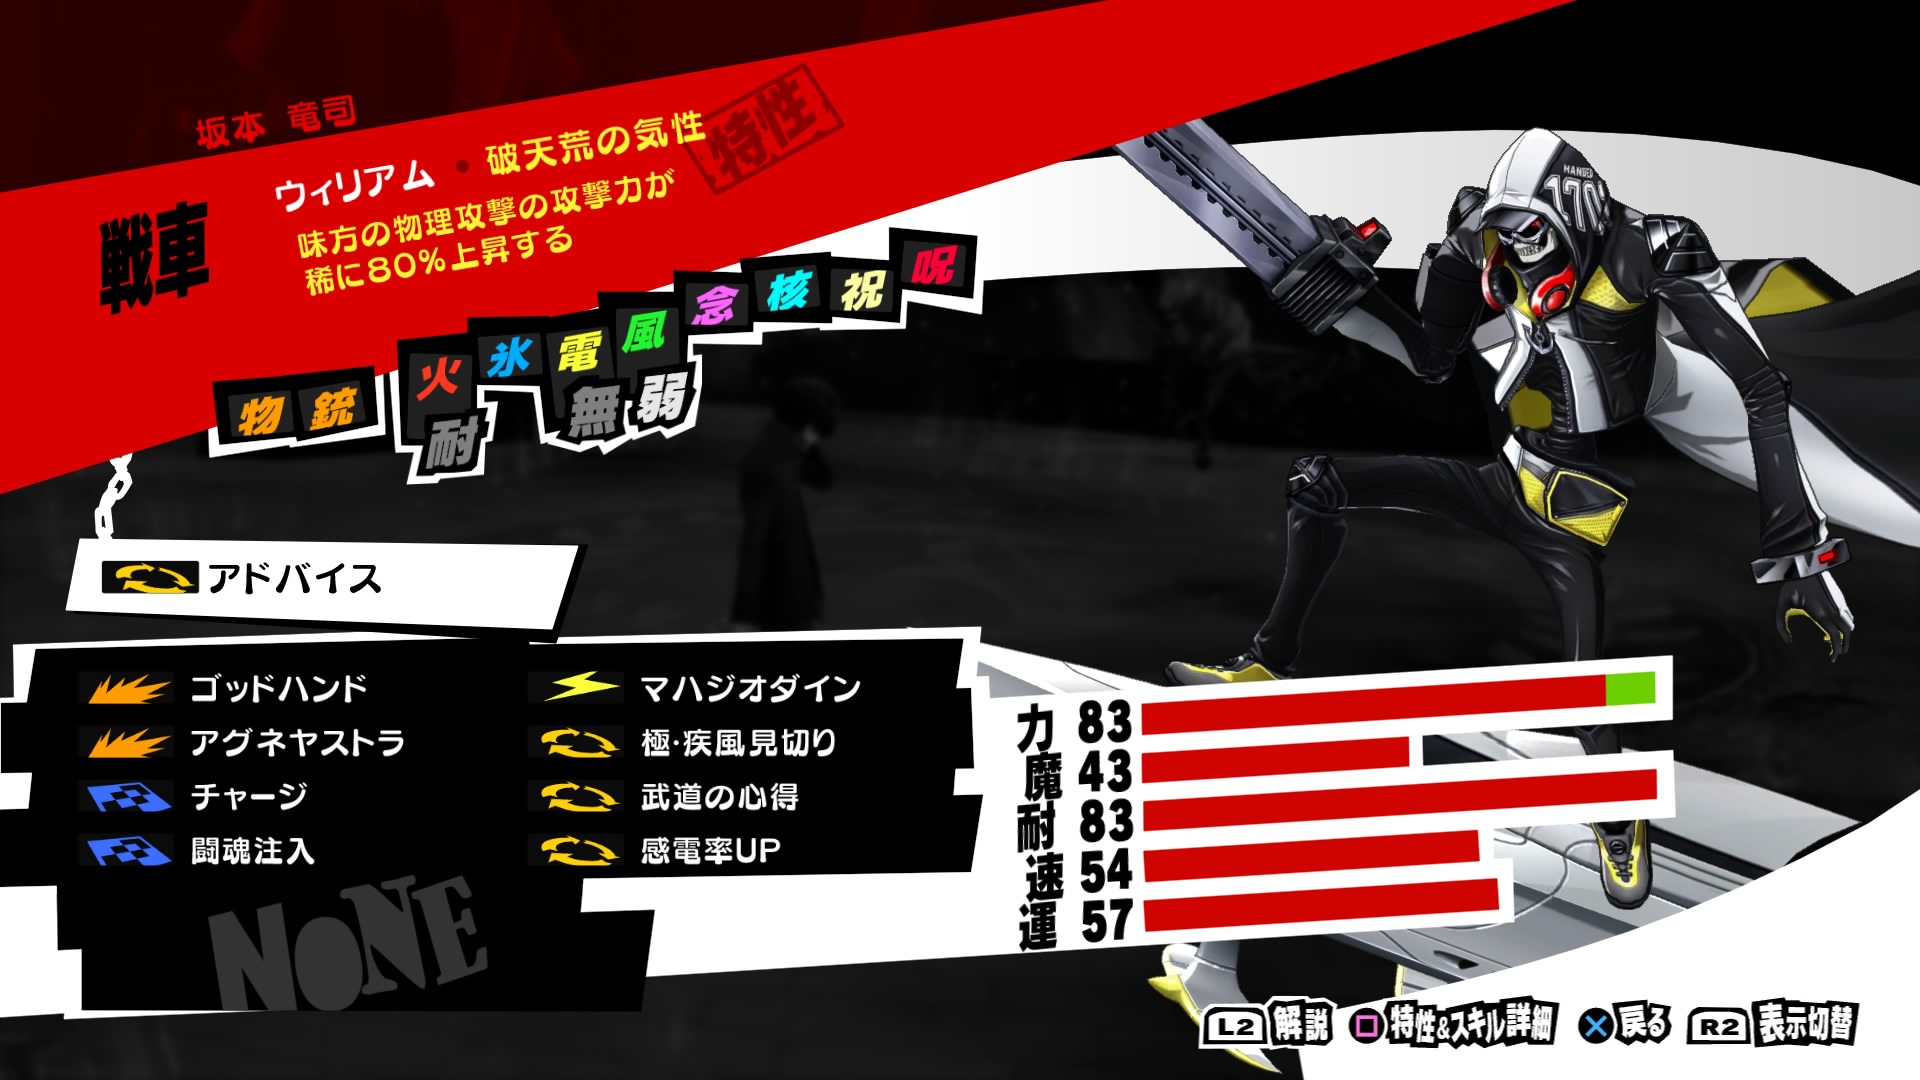 坂本 竜司
戦車
ウィリアム・破天荒の気性
特性
味方の物理攻撃の攻撃力が
稀に80%上昇する
物 銃 火 氷 電 風 念 核 祝 呪
耐 無 弱
アドバイス
ゴッドハンド マハジオダイン
アグネヤストラ 極・疾風見切り
チャージ 武道の心得
闘魂注入 感電率UP
NONE
力 83
魔 43
耐 83
速 54
運 57
L2 解説 特性&スキル詳細 戻る R2 表示切替